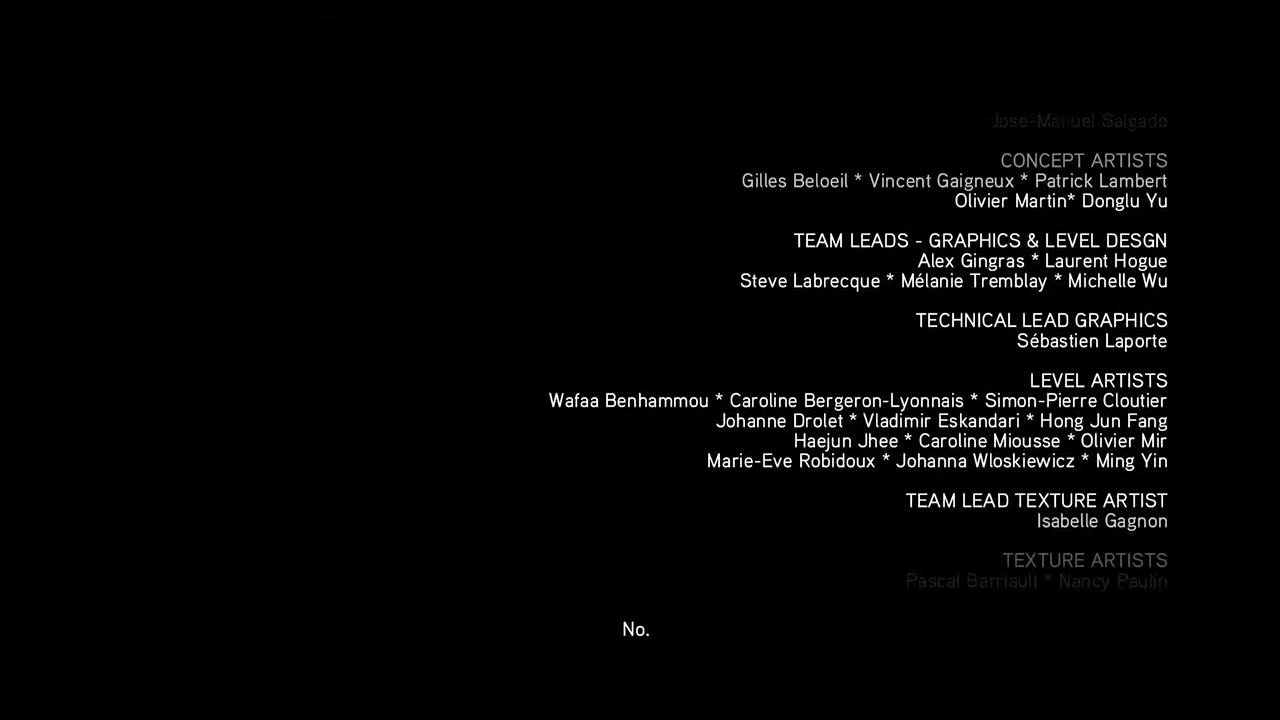 Jose-Manuel Salgado
CONCEPT ARTISTS
Gilles Beloeil * Vincent Gaigneux * Patrick Lambert
Olivier Martin* Donglu Yu
TEAM LEADS - GRAPHICS & LEVEL DESGN
Alex Gingras * Laurent Hogue
Steve Labrecque * Mélanie Tremblay * Michelle Wu
TECHNICAL LEAD GRAPHICS
Sébastien Laporte
LEVEL ARTISTS
Wafaa Benhammou * Caroline Bergeron-Lyonnais * Simon-Pierre Cloutier
Johanne Drolet * Vladimir Eskandari * Hong Jun Fang
Haejun Jhee * Caroline Miousse * Olivier Mir
Marie-Eve Robidoux * Johanna Wloskiewicz * Ming Yin
TEAM LEAD TEXTURE ARTIST
Isabelle Gagnon
TEXTURE ARTISTS
Pascal Barriault * Nancy Paulin
No.